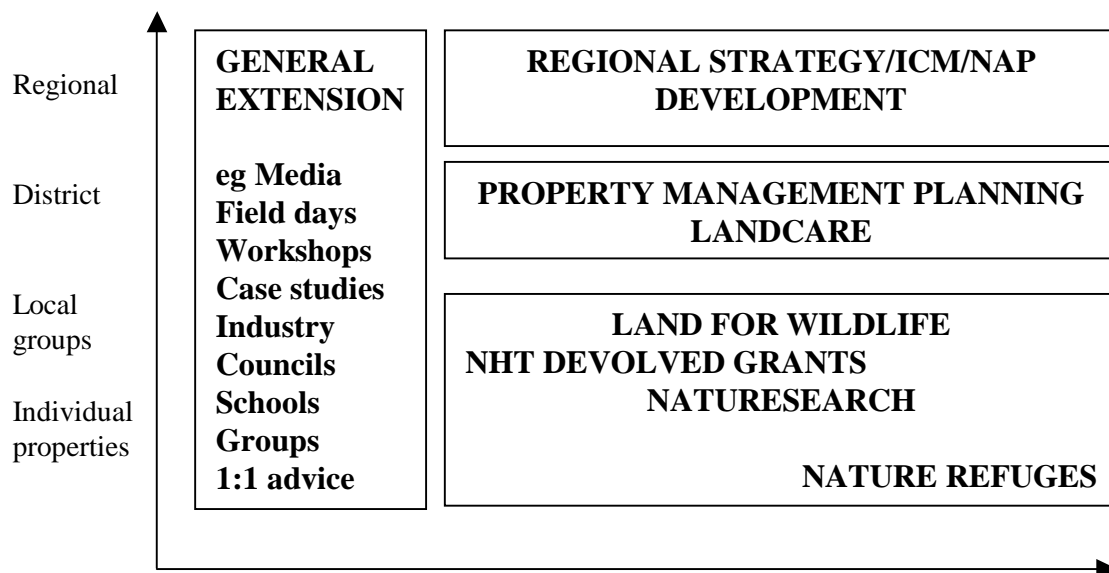 Regional
District
Local
groups
Individual
properties
GENERAL
EXTENSION
eg Media
Field days
Workshops
Case studies
Industry
Councils
Schools
Groups
1:1 advice
REGIONAL STRATEGY/ICM/NAP
DEVELOPMENT
PROPERTY MANAGEMENT PLANNING
LANDCARE
LAND FOR WILDLIFE
NHT DEVOLVED GRANTS
NATURESEARCH
NATURE REFUGES